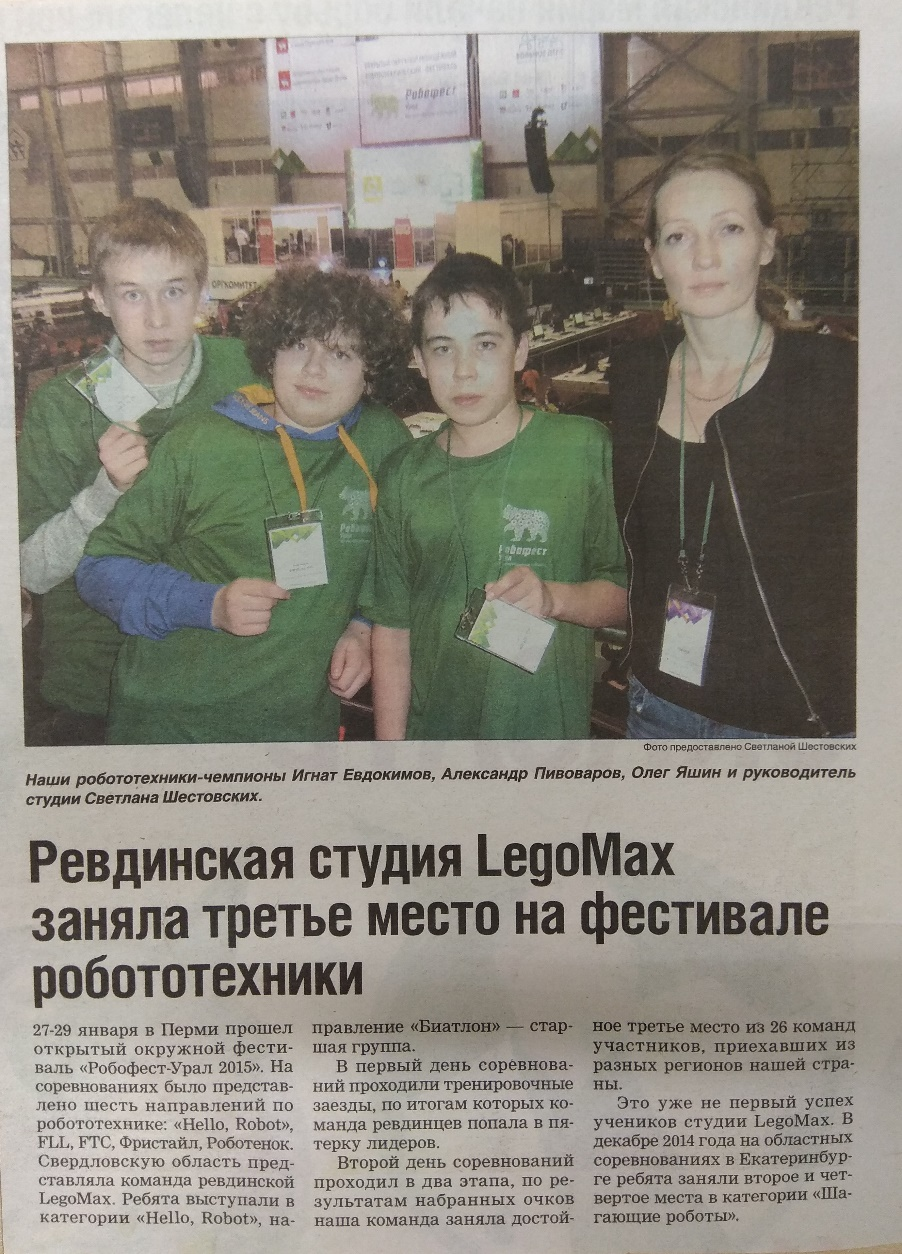 Робофест
ОРГКОМИТЕТ
Робофест
Робофест
Фото предоставлено Светланой Шестовских
Наши робототехники-чемпионы Игнат Евдокимов, Александр Пивоваров, Олег Яшин и руководитель
студии Светлана Шестовских.
Ревдинская студия LegoMax
заняла третье место на фестивале
робототехники
27-29 января в Перми прошел
открытый окружной фести-
валь «Робофест-Урал 2015». На
соревнованиях было представ-
лено шесть направлений по
робототехнике: «Hello, Robot»,
FLL, FTC, Фристайл, Роботенок.
Свердловскую область пред-
ставляла команда ревдинской
LegoMax. Ребята выступали в
категории «Hello, Robot», на-
правление «Биатлон» — стар-
шая группа.
В первый день соревнова-
ний проходили тренировочные
заезды, по итогам которых ко-
манда ревдинцев попала в пя-
терку лидеров.
Второй день соревнований
проходил в два этапа, по ре-
зультатам набранных очков
наша команда заняла достой-
ное третье место из 26 команд
участников, приехавших из
разных регионов нашей стра-
ны.
Это уже не первый успех
учеников студии LegoMax. В
декабре 2014 года на областных
соревнованиях в Екатеринбур-
ге ребята заняли второе и чет-
вертое места в категории «Ша-
гающие роботы».